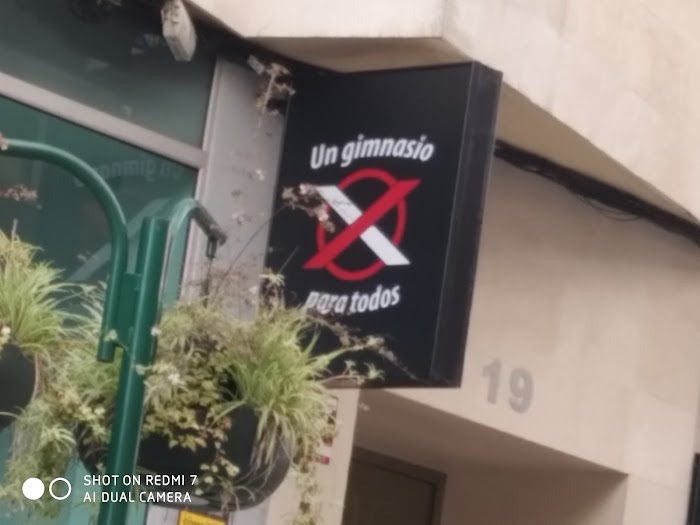 Un gimnasio
para todos
19
SHOT ON REDMI 7
AI DUAL CAMERA